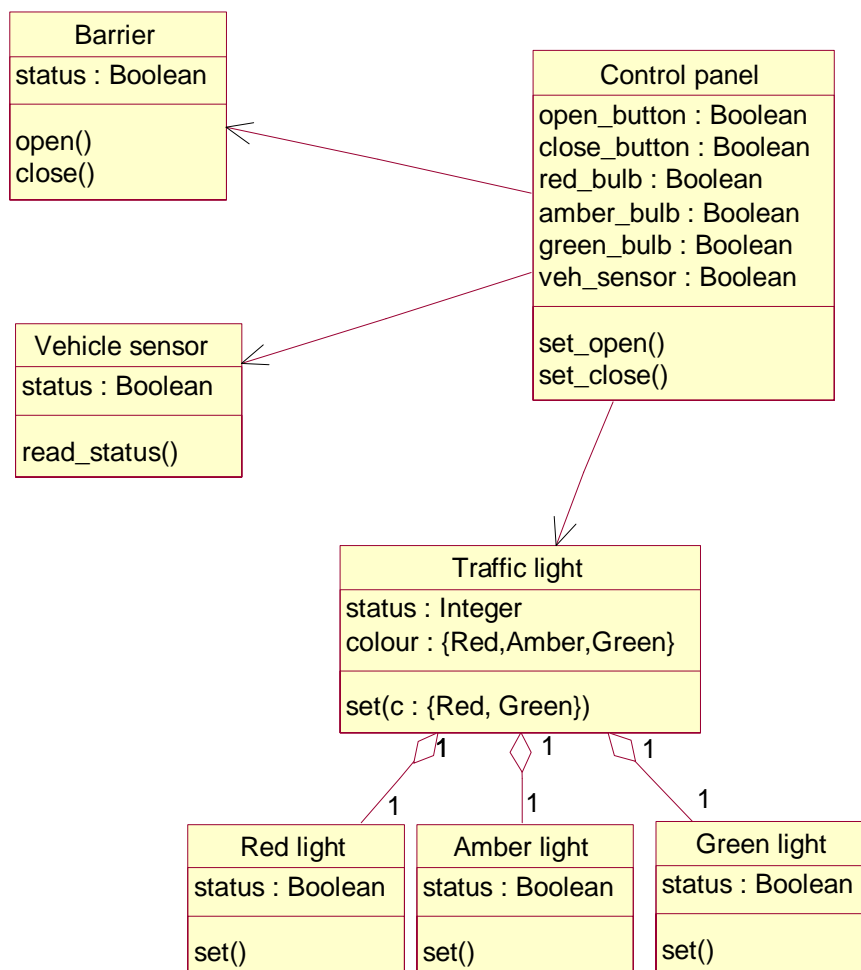 Barrier
status : Boolean
open()
close()
Control panel
open_button : Boolean
close_button : Boolean
red_bulb : Boolean
amber_bulb : Boolean
green_bulb : Boolean
veh_sensor : Boolean
set_open()
set_close()
Vehicle sensor
status : Boolean
read_status()
Traffic light
status : Integer
colour : {Red,Amber,Green}
set(c : {Red, Green})
1
1
1
1
1
1
Red light
status : Boolean
set()
Amber light
status : Boolean
set()
Green light
status : Boolean
set()